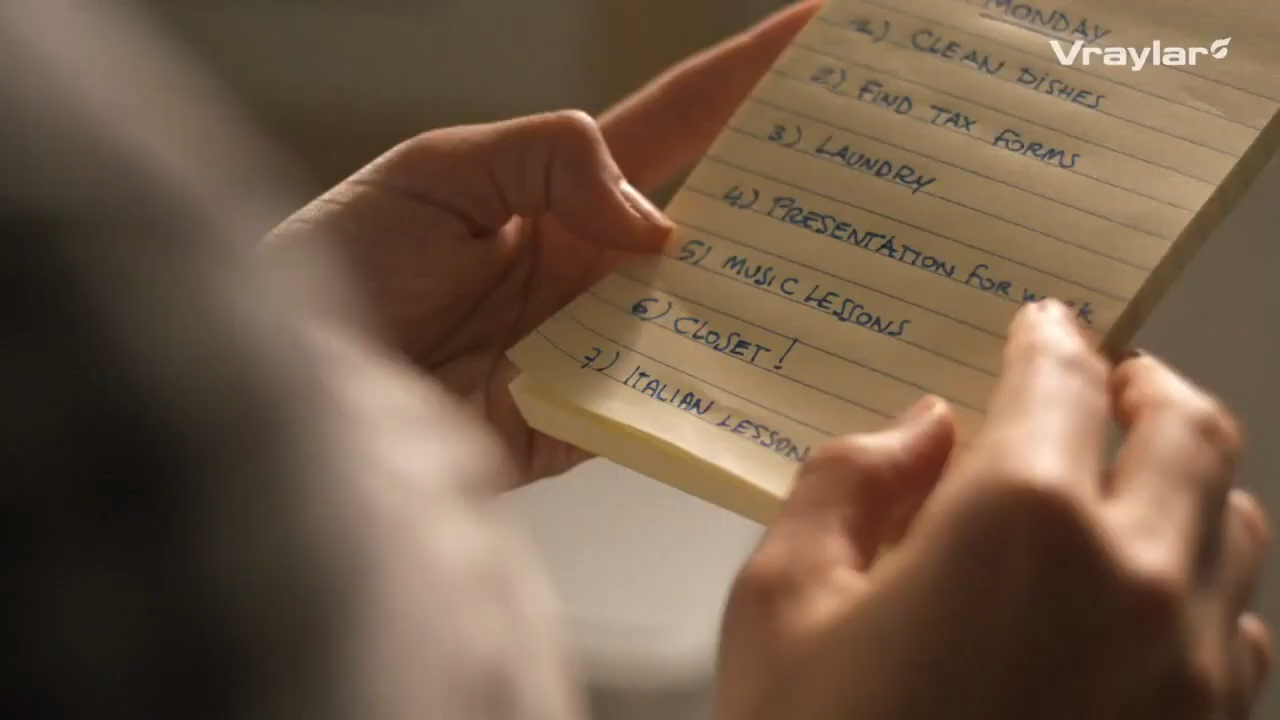 MONDAY
Vraylar
1) CLEAN DISHES
2) FIND TAX FORMS
3) LAUNDRY
4) PRESENTATION FOR
5) MUSIC LESSONS
6) CLOSET!
7) ITALIAN LESSON